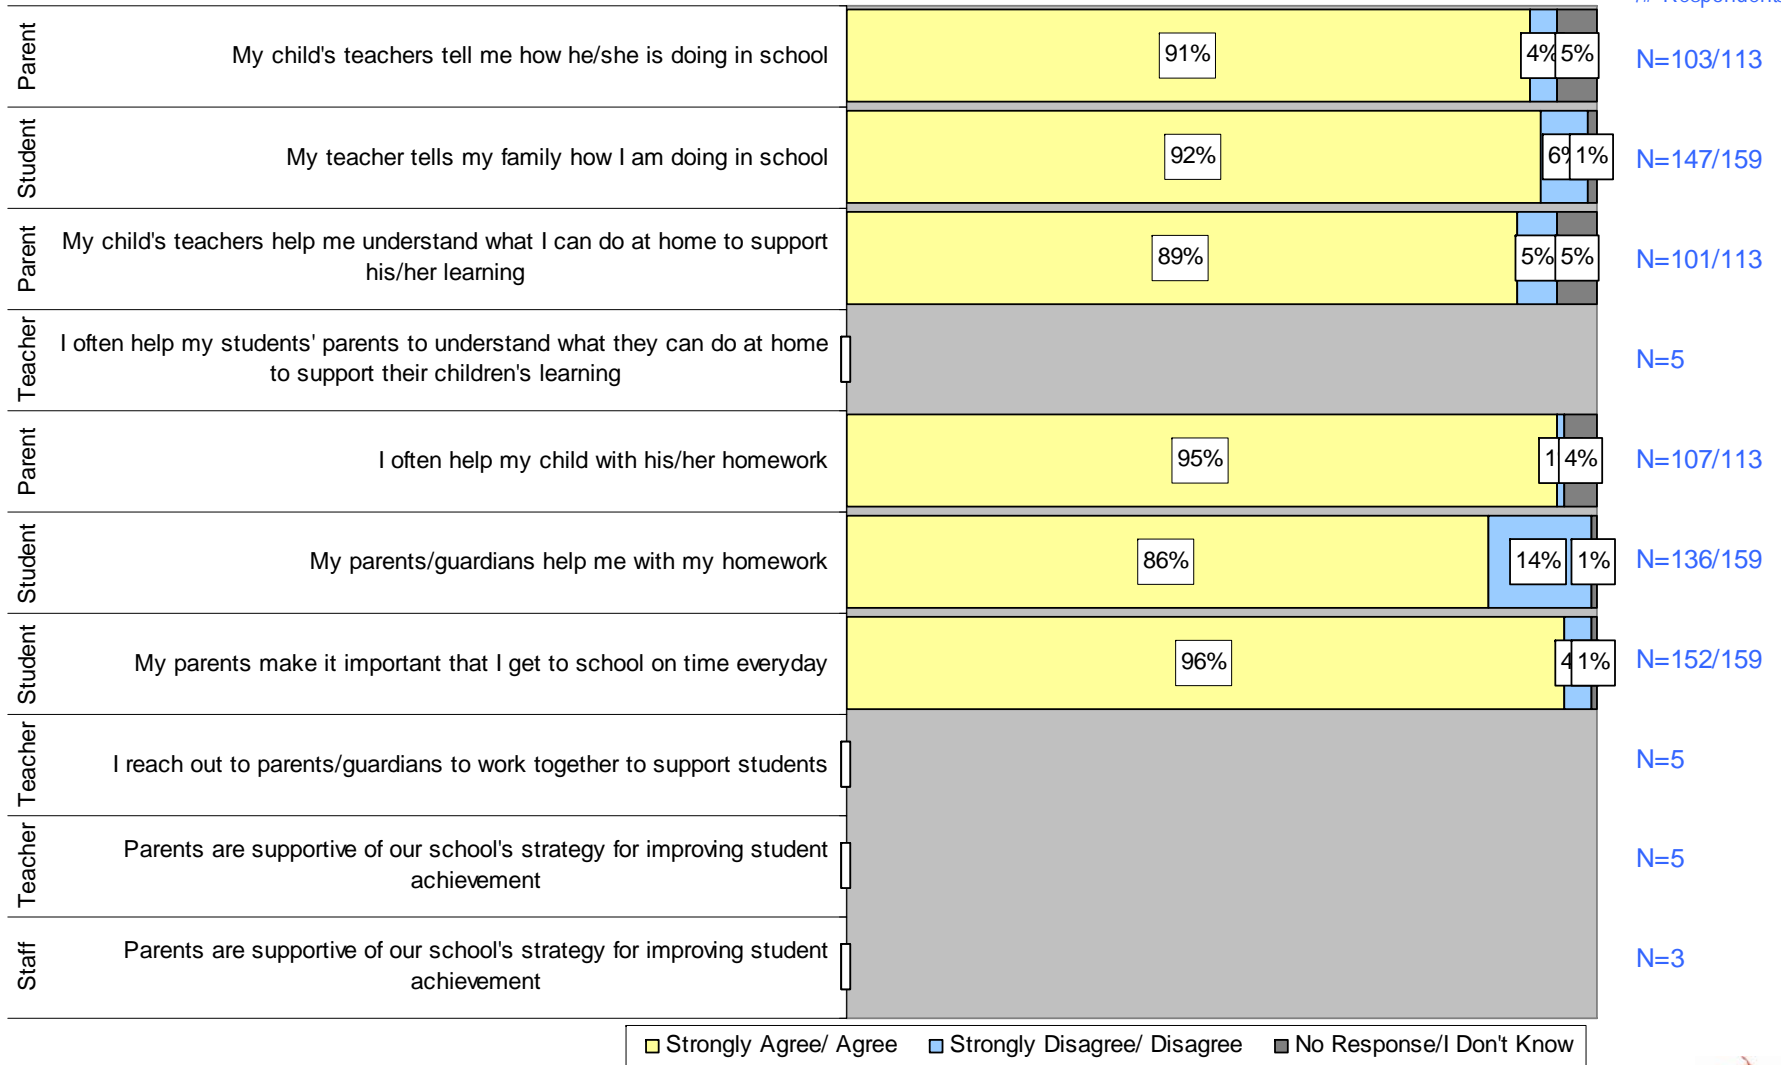 # Respondents
Parent
My child's teachers tell me how he/she is doing in school
91%
4%
5%
N=103/113
Student
My teacher tells my family how I am doing in school
92%
6%
1%
N=147/159
Parent
My child's teachers help me understand what I can do at home to support
his/her learning
89%
5%
5%
N=101/113
Teacher
I often help my students' parents to understand what they can do at home
to support their children's learning
N=5
Parent
I often help my child with his/her homework
95%
1
4%
N=107/113
Student
My parents/guardians help me with my homework
86%
14%
1%
N=136/159
Student
My parents make it important that I get to school on time everyday
96%
4
1%
N=152/159
Teacher
I reach out to parents/guardians to work together to support students
N=5
Teacher
Parents are supportive of our school's strategy for improving student
achievement
N=5
Staff
Parents are supportive of our school's strategy for improving student
achievement
N=3
Strongly Agree/ Agree
Strongly Disagree/ Disagree
No Response/I Don't Know